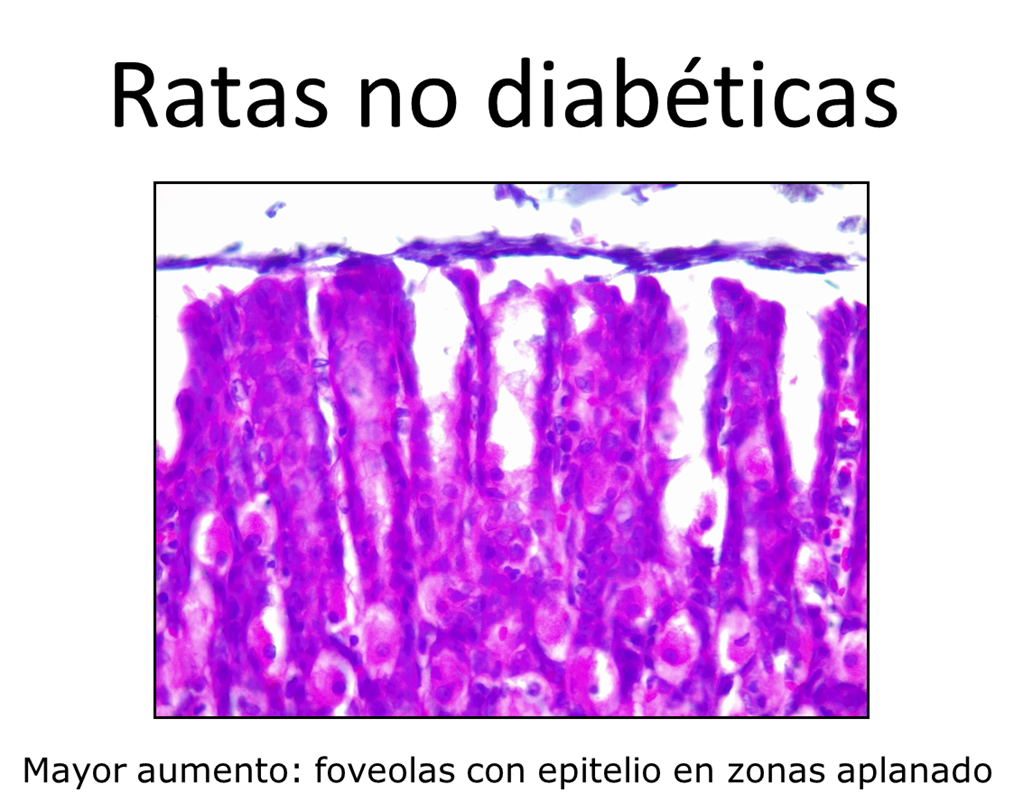 Ratas no diabéticas
Mayor aumento: foveolas con epitelio en zonas aplanado